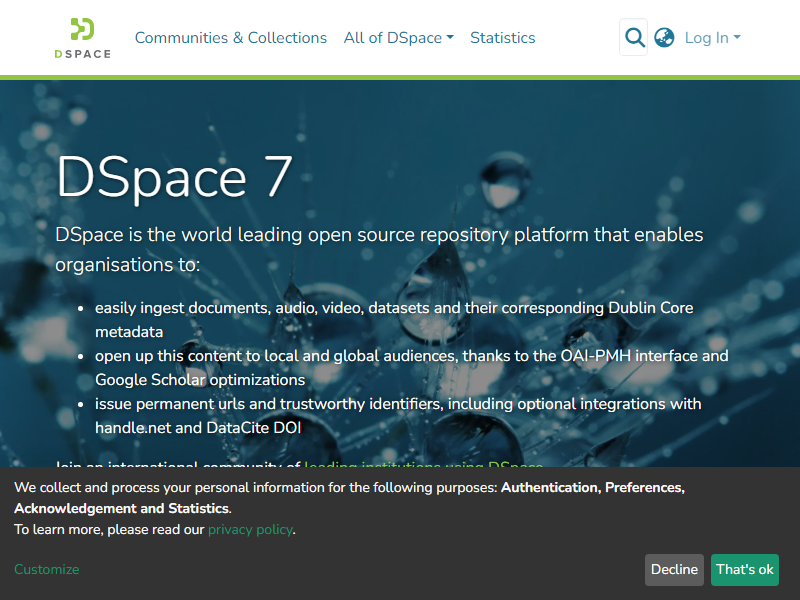 DSPACE
Communities & Collections
All of DSpace
Statistics
Log In
DSpace 7
DSpace is the world leading open source repository platform that enables
organisations to:
easily ingest documents, audio, video, datasets and their corresponding Dublin Core
metadata
open up this content to local and global audiences, thanks to the OAI-PMH interface and
Google Scholar optimizations
issue permanent urls and trustworthy identifiers, including optional integrations with
handle.net and DataCite DOI
Join an international community of leading institutions using DSpace
We collect and process your personal information for the following purposes: Authentication, Preferences,
Acknowledgement and Statistics.
To learn more, please read our privacy policy.
Customize
Decline
That's ok